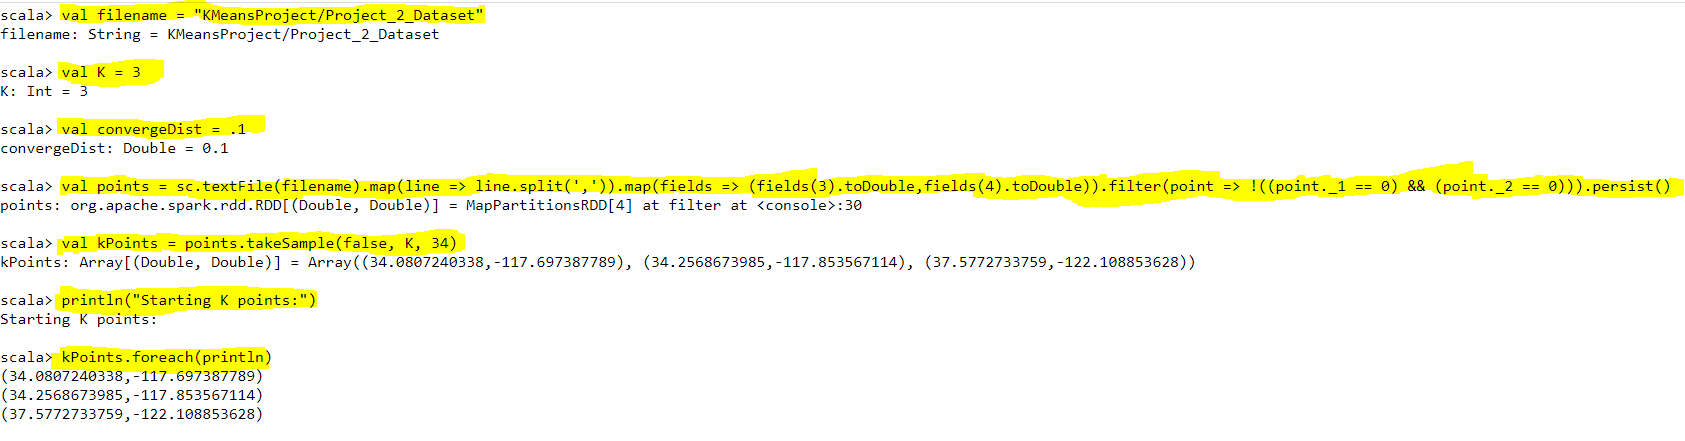 scala> val filename = "KMeansProject/Project_2_Dataset"
filename: String = KMeansProject/Project_2_Dataset
scala> val K = 3
K: Int = 3
scala> val convergeDist = .1
convergeDist: Double = 0.1
scala> val points = sc.textFile(filename).map(line => line.split(',')).map(fields => (fields(3).toDouble,fields(4).toDouble)).filter(point => !((point._1 == 0) && (point._2 == 0))).persist()
points: org.apache.spark.rdd.RDD[(Double, Double)] = MapPartitionsRDD[4] at filter at <console>:30
scala> val kPoints = points.takeSample(false, K, 34)
kPoints: Array[(Double, Double)] = Array((34.0807240338,-117.697387789), (34.2568673985,-117.853567114), (37.5772733759,-122.108853628))
scala> println("Starting K points:")
Starting K points:
scala> kPoints.foreach(println)
(34.0807240338,-117.697387789)
(34.2568673985,-117.853567114)
(37.5772733759,-122.108853628)